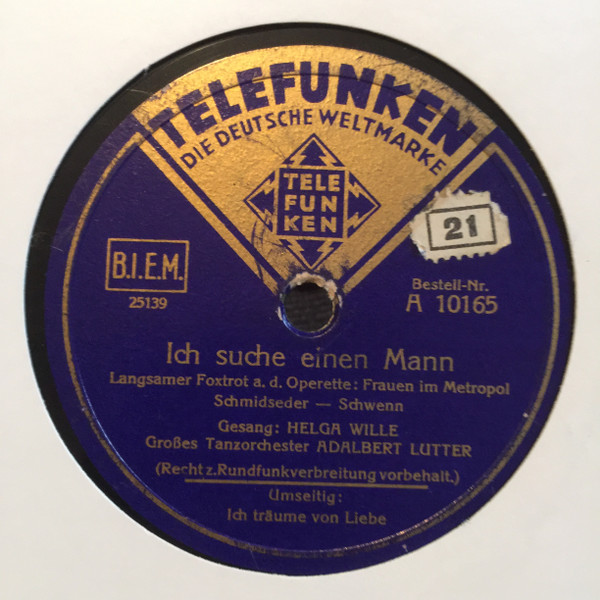 TELEFUNKEN
DIE DEUTSCHE WELTMARKE
TELE
FUN
KEN
21
B.I.E.M.
25139
Bestell-Nr.
A 10165
Ich suche einen Mann
Langsamer Foxtrot a. d. Operette: Frauen im Metropol
Schmidseder — Schwenn
Gesang: HELGA WILLE
Großes Tanzorchester ADALBERT LUTTER
(Recht z. Rundfunkverbreitung vorbehalt.)
Umseitig:
Ich träume von Liebe